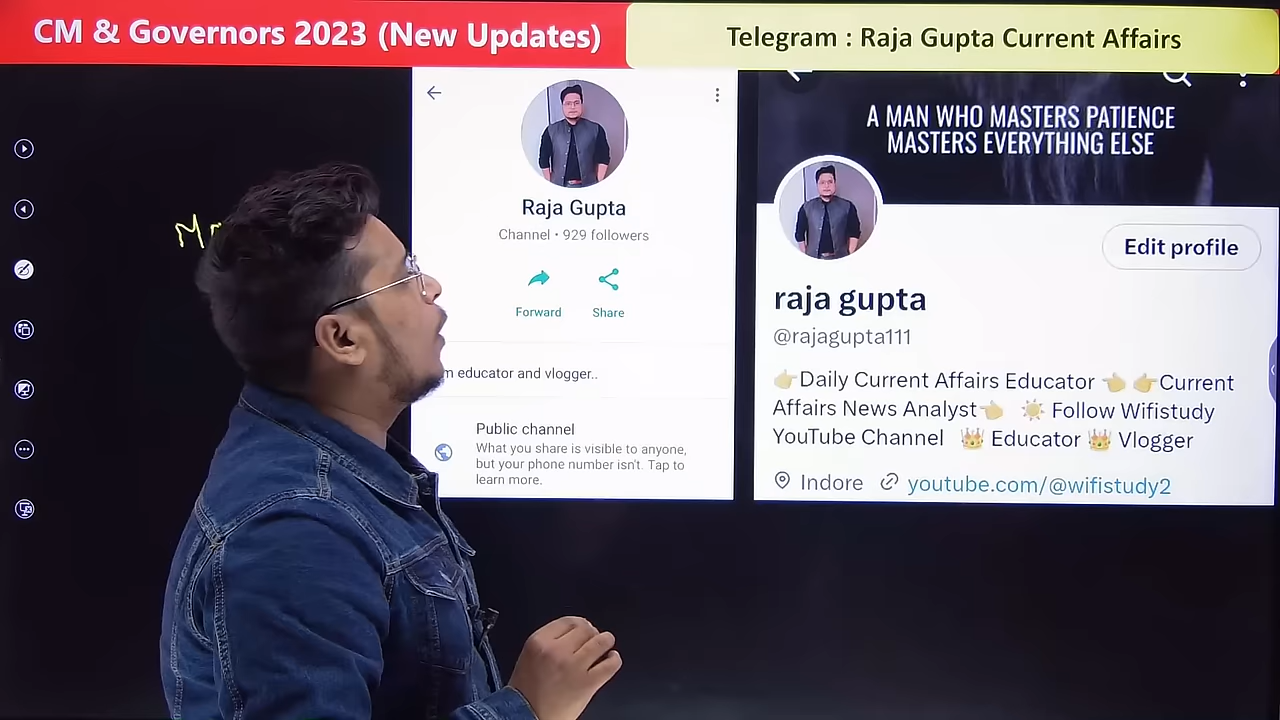 CM & Governors 2023 (New Updates)
Telegram : Raja Gupta Current Affairs
Raja Gupta
Channel • 929 followers
Forward
Share
educator and vlogger..
Public channel
What you share is visible to anyone,
but your phone number isn't. Tap to
learn more.
A MAN WHO MASTERS PATIENCE
MASTERS EVERYTHING ELSE
Edit profile
raja gupta
@rajagupta111
👉Daily Current Affairs Educator 👈 👉Current
Affairs News Analyst👈 ☀️ Follow Wifistudy
YouTube Channel 👑 Educator 👑 Vlogger
Indore youtube.com/@wifistudy2